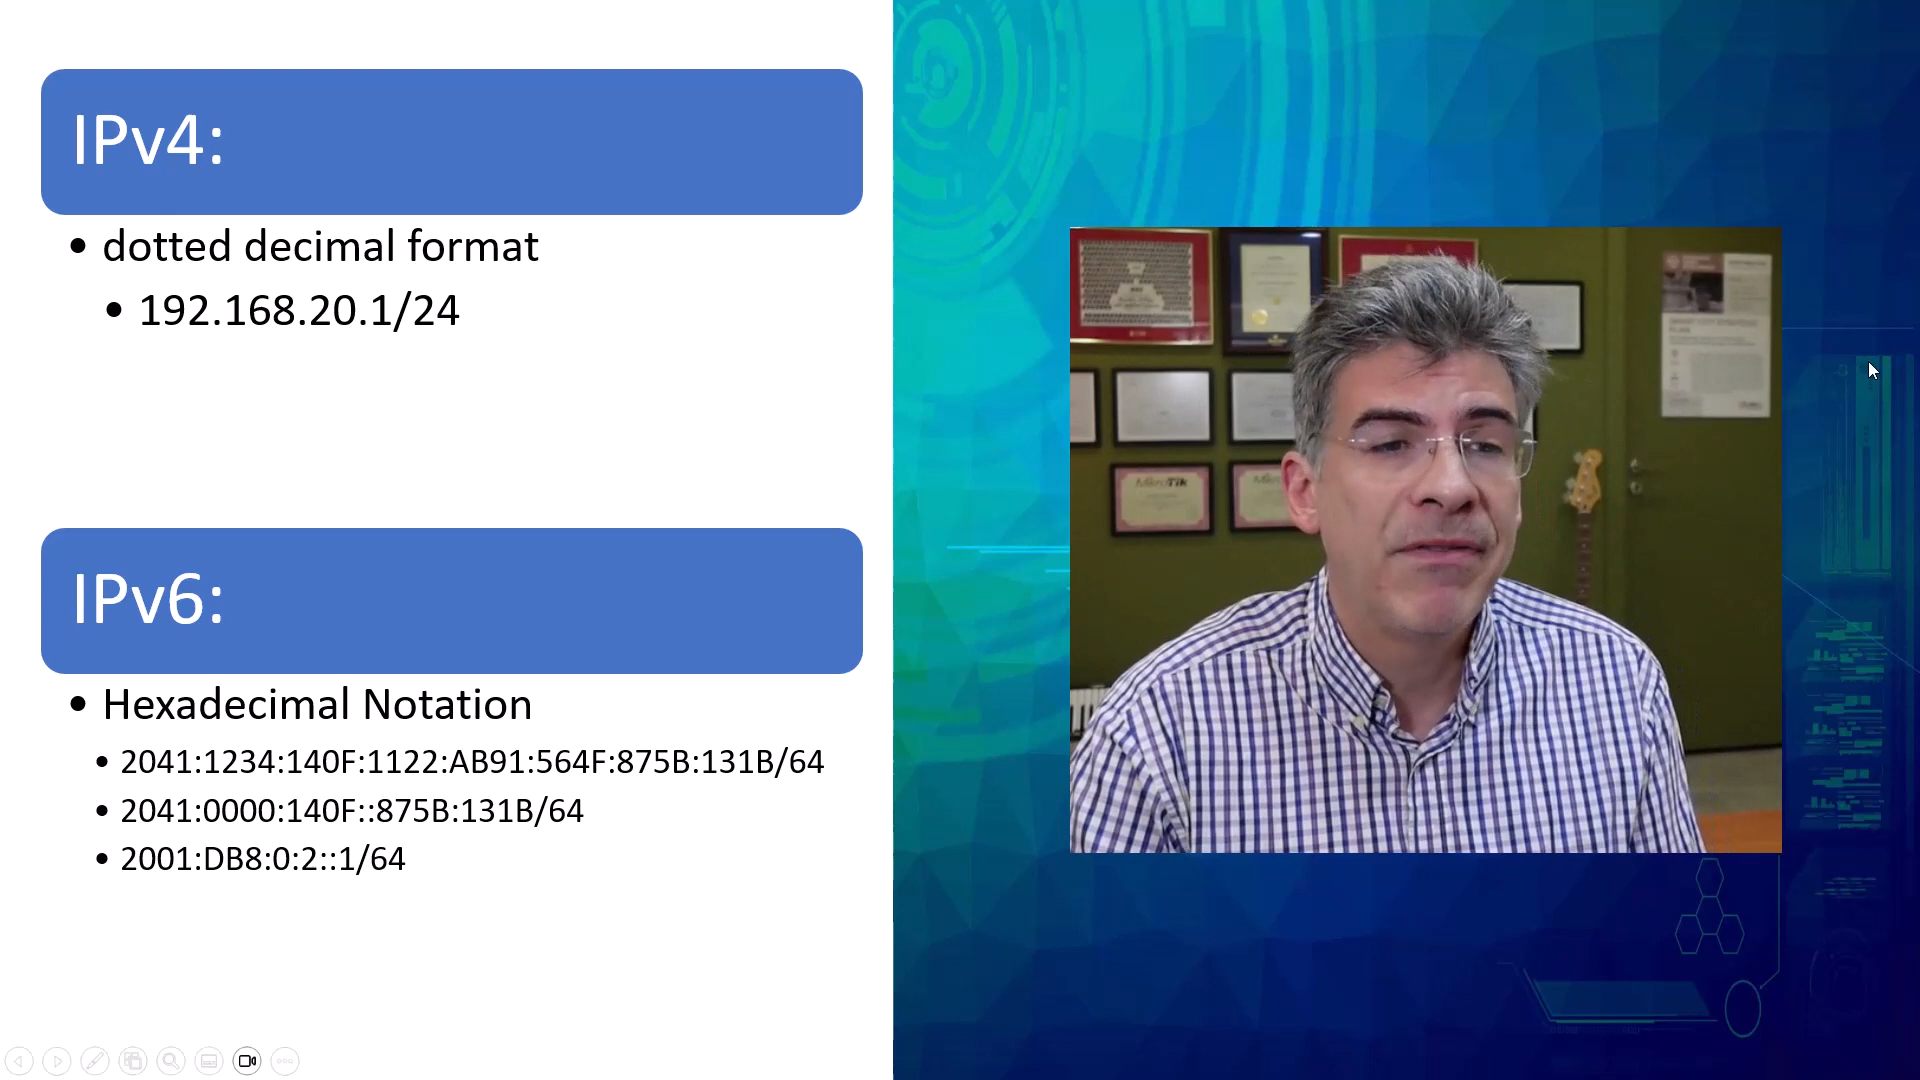 IPv4:
• dotted decimal format
• 192.168.20.1/24
IPv6:
• Hexadecimal Notation
• 2041:1234:140F:1122:AB91:564F:875B:131B/64
• 2041:0000:140F::875B:131B/64
• 2001:DB8:0:2::1/64
MikroTik